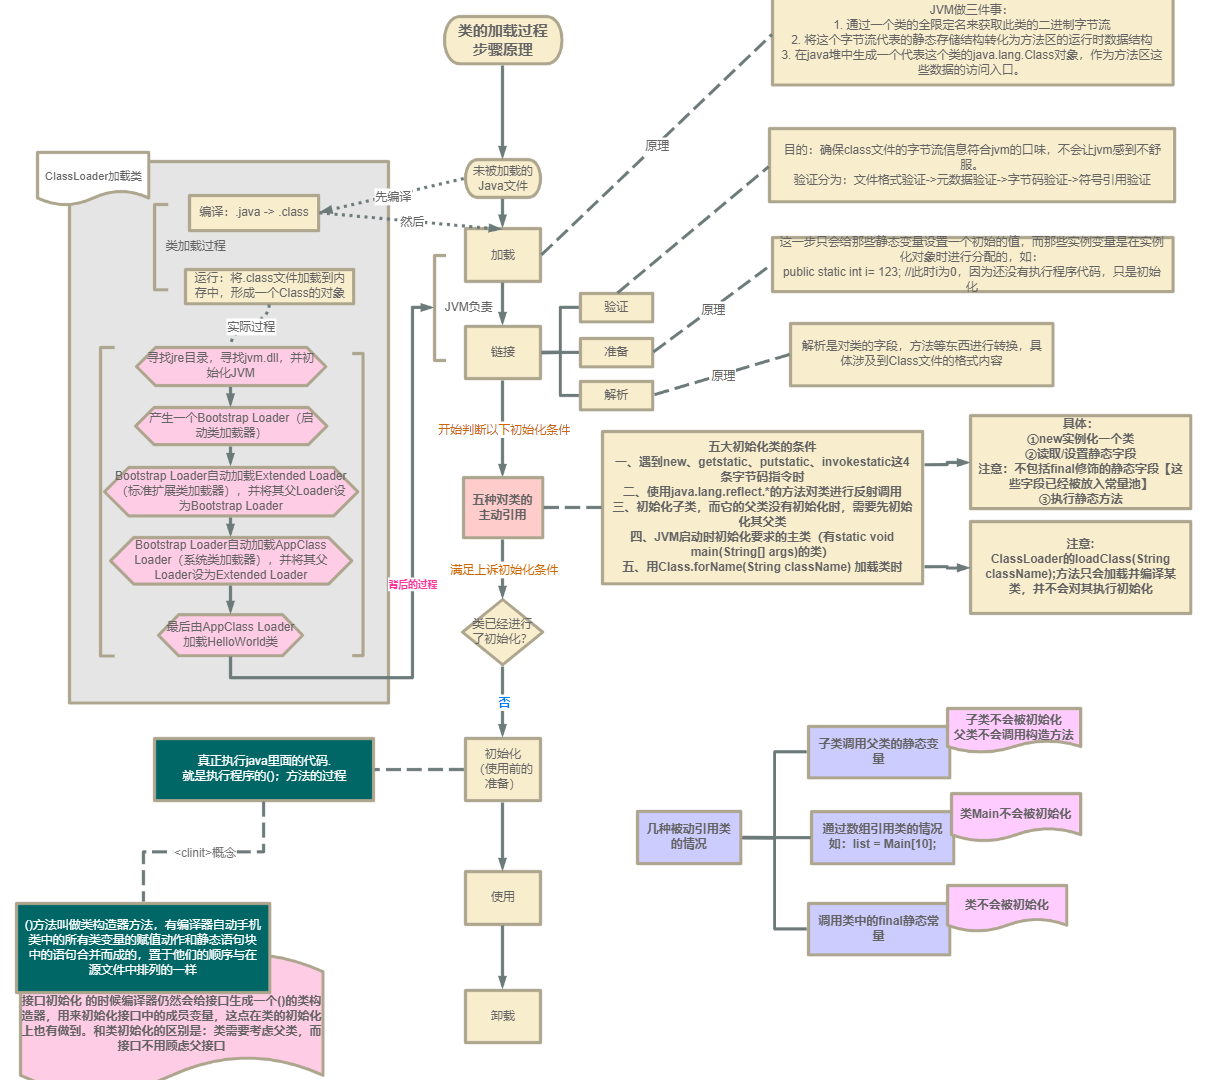 类的加载过程
步骤原理
JVM做三件事:
1. 通过一个类的全限定名来获取此类的二进制字节流
2. 将这个字节流代表的静态存储结构转化为方法区的运行时数据结构
3. 在java堆中生成一个代表这个类的java.lang.Class对象，作为方法区这
些数据的访问入口。
原理
目的：确保class文件的字节流信息符合jvm的口味，不会让jvm感到不舒
服。
验证分为：文件格式验证->元数据验证->字节码验证->符号引用验证
ClassLoader加载类
未被加载的
Java文件
先编译
编译：.java -> .class
然后
类加载过程
加载
这一步只会给那些静态变量设置一个初始的值，而那些实例变量是在实例
化对象时进行分配的，如：
public static int i= 123; //此时i为0，因为还没有执行程序代码，只是初始
化
运行：将.class文件加载到内
存中，形成一个Class的对象
JVM负责
验证
原理
实际过程
链接
准备
解析是对类的字段，方法等东西进行转换，具
体涉及到Class文件的格式内容
寻找jre目录，寻找jvm.dll，并初
始化JVM
原理
解析
产生一个Bootstrap Loader（启
动类加载器）
开始判断以下初始化条件
五大初始化类的条件
一、遇到new、getstatic、putstatic、invokestatic这4
条字节码指令时
二、使用java.lang.reflect.*的方法对类进行反射调用
三、初始化子类，而它的父类没有初始化时，需要先初始
化其父类
四、JVM启动时初始化要求的主类（有static void
main(String[] args)的类)
五、用Class.forName(String className) 加载类时
具体：
①new实例化一个类
②读取/设置静态字段
注意：不包括final修饰的静态字段【这
些字段已经被放入常量池】
③执行静态方法
Bootstrap Loader自动加载Extended Loader
（标准扩展类加载器），并将其父Loader设
为Bootstrap Loader
五种对类的
主动引用
Bootstrap Loader自动加载AppClass
Loader（系统类加载器），并将其父
Loader设为Extended Loader
注意:
ClassLoader的loadClass(String
className);方法只会加载并编译某
类，并不会对其执行初始化
满足上诉初始化条件
背后的过程
最后由AppClass Loader
加载HelloWorld类
类已经进行
了初始化?
否
子类不会被初始化
父类不会调用构造方法
子类调用父类的静态变
量
真正执行java里面的代码.
就是执行程序的()；方法的过程
初始化
（使用前的
准备）
类Main不会被初始化
几种被动引用类
的情况
通过数组引用类的情况
如：list = Main[10];
<clinit>概念
使用
类不会被初始化
调用类中的final静态常
量
()方法叫做类构造器方法，有编译器自动手机
类中的所有类变量的赋值动作和静态语句块
中的语句合并而成的，置于他们的顺序与在
源文件中排列的一样
接口初始化 的时候编译器仍然会给接口生成一个()的类构
造器，用来初始化接口中的成员变量，这点在类的初始化
上也有做到。和类初始化的区别是：类需要考虑父类，而
接口不用顾虑父接口
卸载